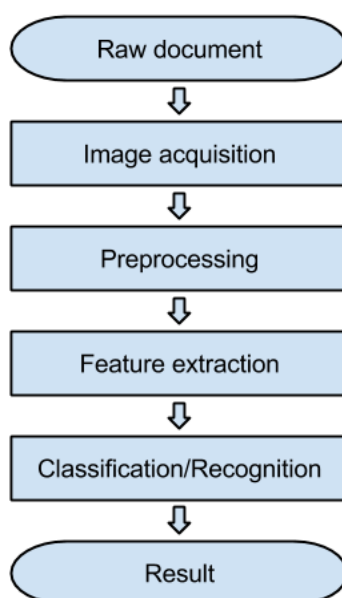 Raw document
Image acquisition
Preprocessing
Feature extraction
Classification/Recognition
Result